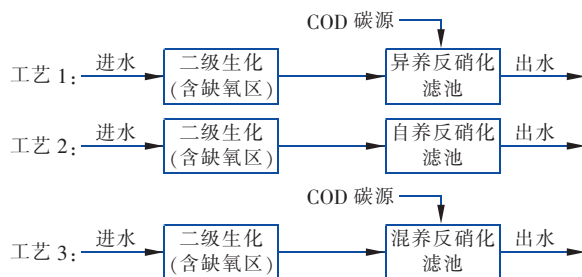 COD 碳源
工艺 1:
进水
二级生化
(含缺氧区)
异养反硝化
滤池
出水
工艺 2:
进水
二级生化
(含缺氧区)
自养反硝化
滤池
出水
COD 碳源
工艺 3:
进水
二级生化
(含缺氧区)
混养反硝化
滤池
出水